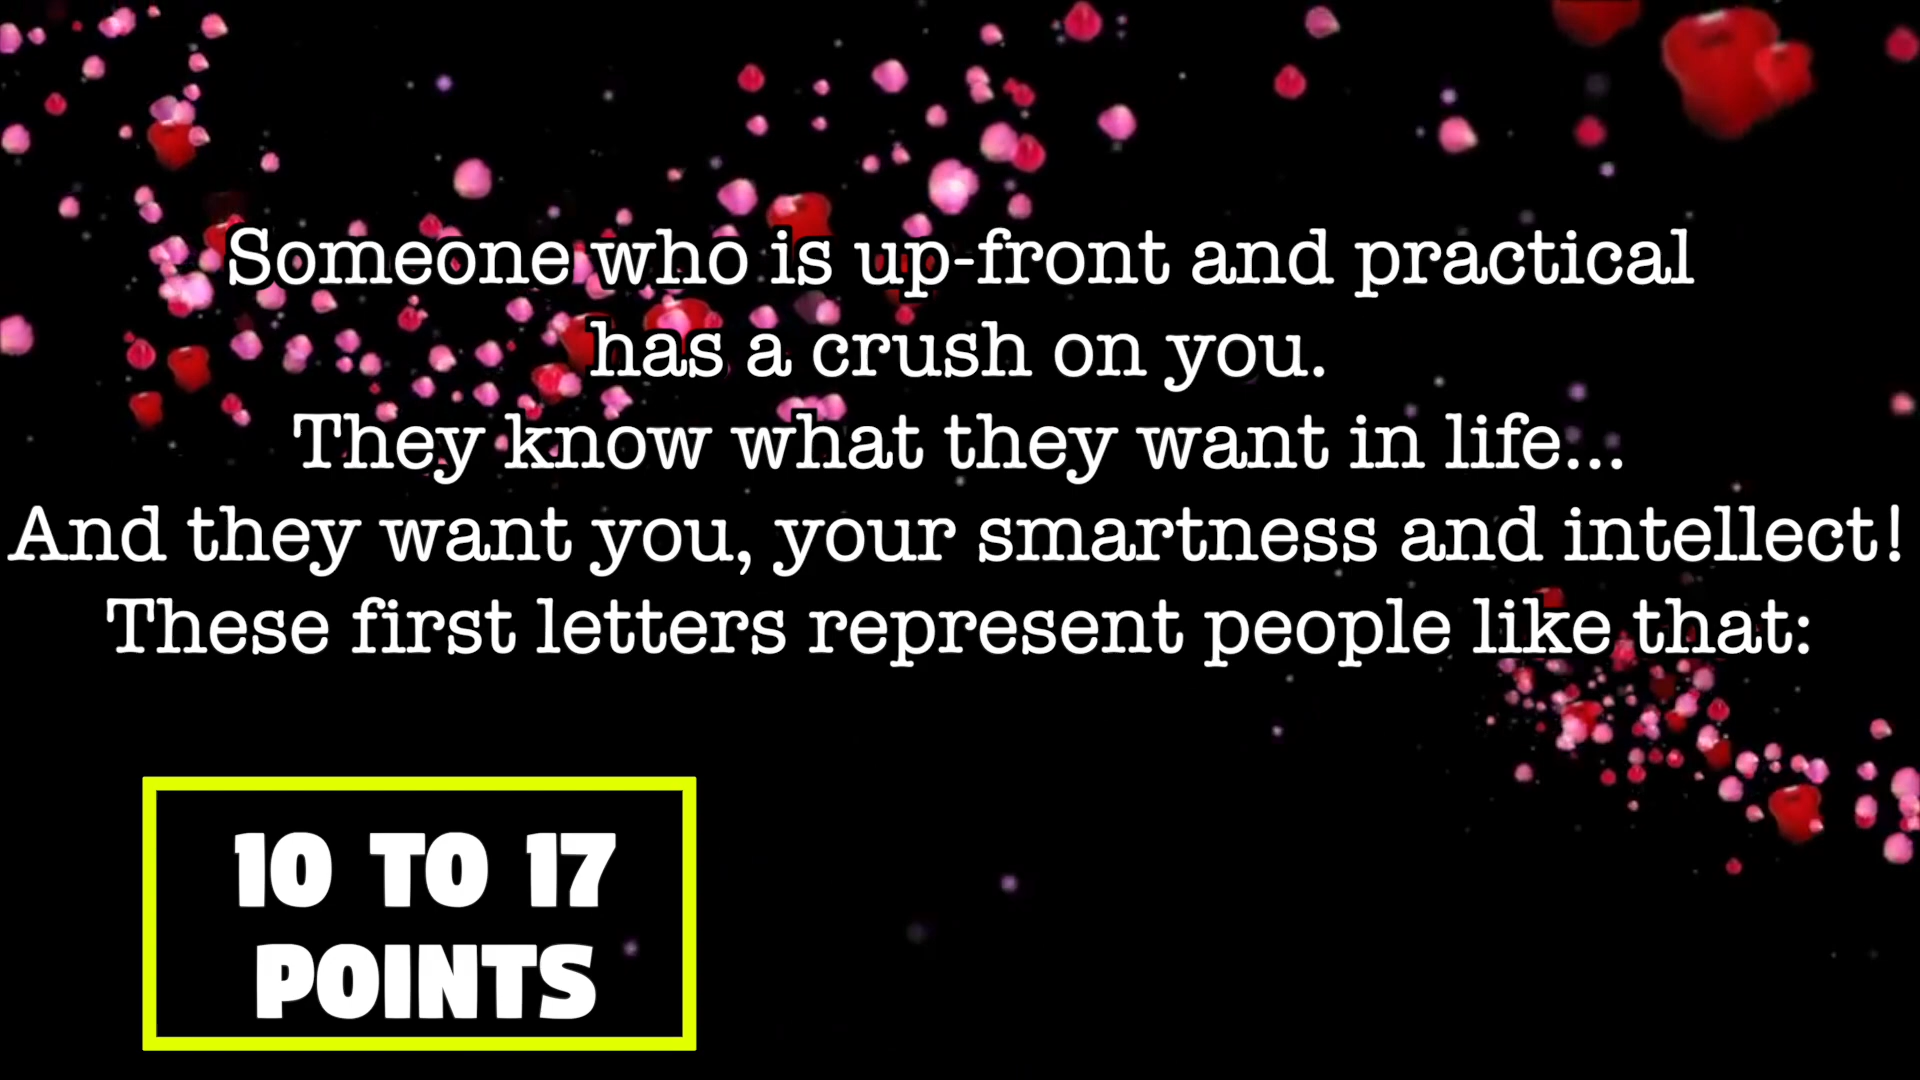 Someone who is up-front and practical
has a crush on you.
They know what they want in life...
And they want you, your smartness and intellect!
These first letters represent people like that:
10 TO 17
POINTS